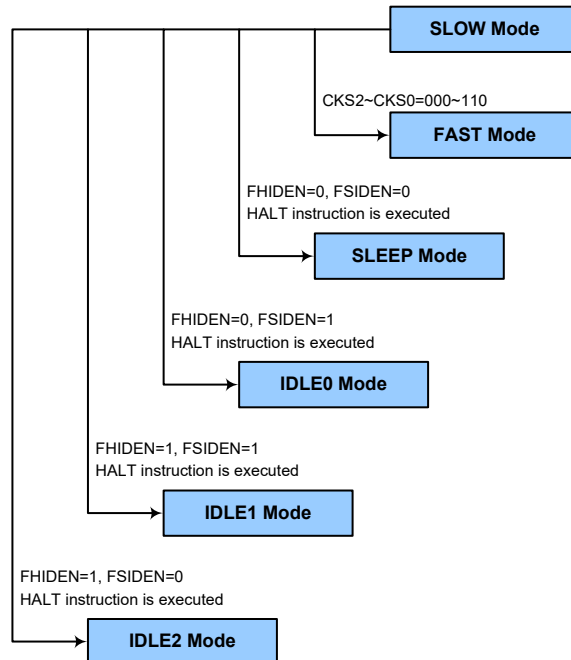 SLOW Mode
CKS2~CKS0=000~110
FAST Mode
FHIDEN=0, FSIDEN=0
HALT instruction is executed
SLEEP Mode
FHIDEN=0, FSIDEN=1
HALT instruction is executed
IDLE0 Mode
FHIDEN=1, FSIDEN=1
HALT instruction is executed
IDLE1 Mode
FHIDEN=1, FSIDEN=0
HALT instruction is executed
IDLE2 Mode